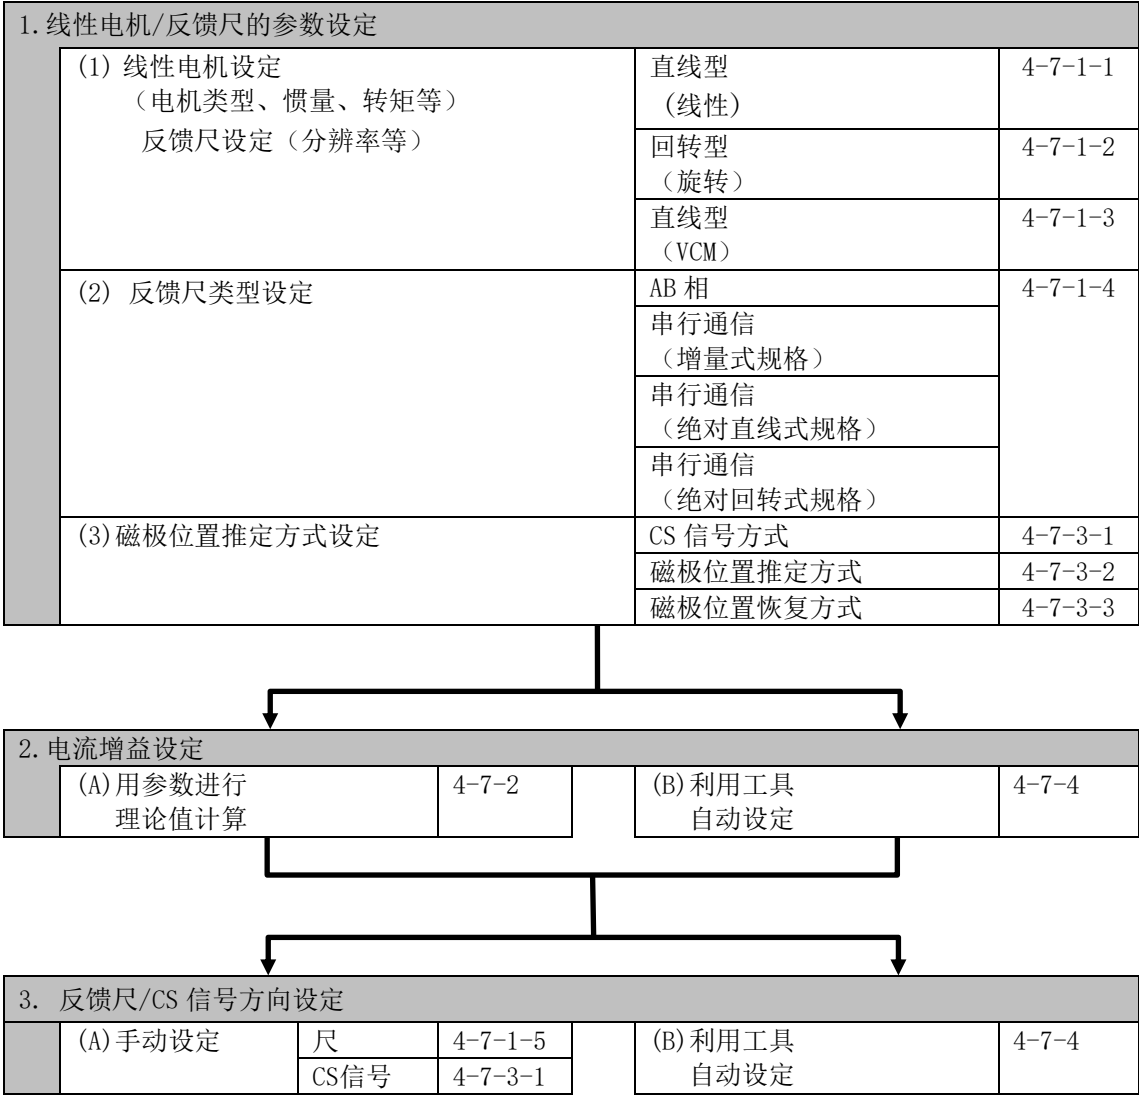 1.线性电机/反馈尺的参数设定
(1) 线性电机设定
（电机类型、惯量、转矩等）
反馈尺设定（分辨率等）
直线型
(线性)
4-7-1-1
回转型
（旋转）
4-7-1-2
直线型
（VCM）
4-7-1-3
(2) 反馈尺类型设定
AB 相
4-7-1-4
串行通信
（增量式规格）
串行通信
（绝对直线式规格）
串行通信
（绝对回转式规格）
(3)磁极位置推定方式设定
CS 信号方式
4-7-3-1
磁极位置推定方式
4-7-3-2
磁极位置恢复方式
4-7-3-3
2.电流增益设定
(A)用参数进行
理论值计算
4-7-2
(B)利用工具
自动设定
4-7-4
3. 反馈尺/CS 信号方向设定
(A)手动设定
尺
4-7-1-5
CS信号
4-7-3-1
(B)利用工具
自动设定
4-7-4